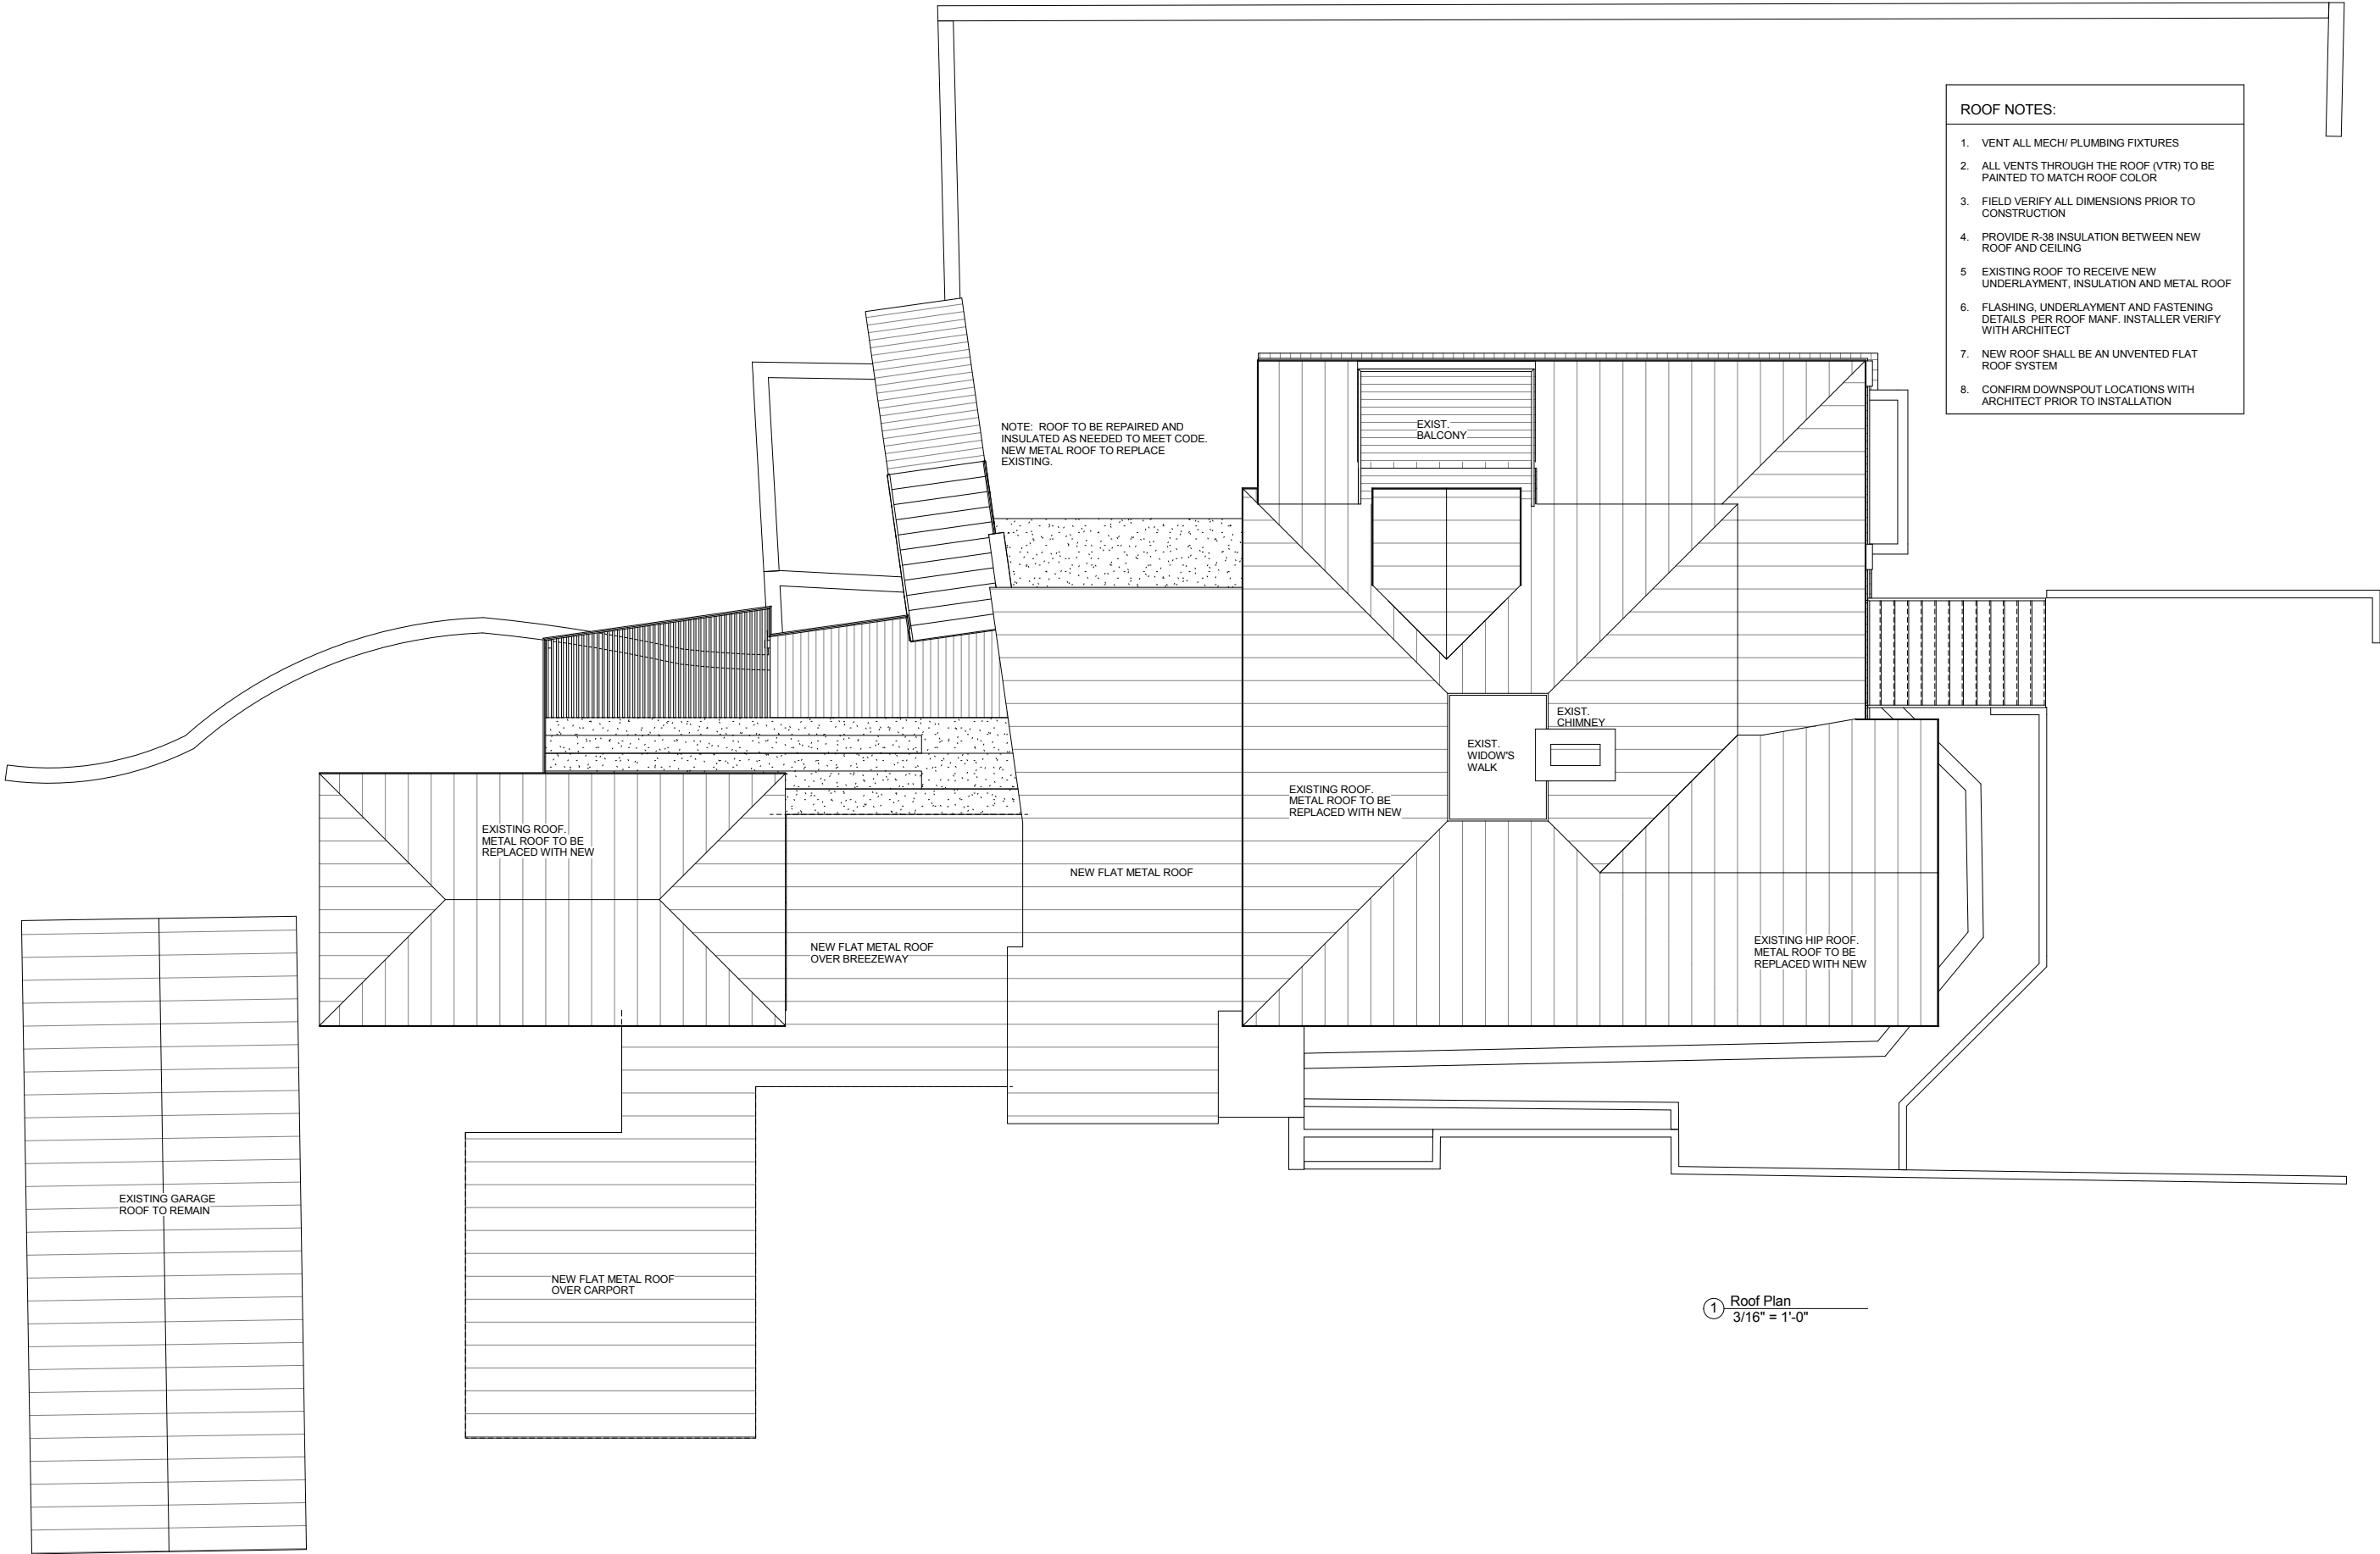 ROOF NOTES:
1. VENT ALL MECH/ PLUMBING FIXTURES
2. ALL VENTS THROUGH THE ROOF (VTR) TO BE
PAINTED TO MATCH ROOF COLOR
3. FIELD VERIFY ALL DIMENSIONS PRIOR TO
CONSTRUCTION
4. PROVIDE R-38 INSULATION BETWEEN NEW
ROOF AND CEILING
5 EXISTING ROOF TO RECEIVE NEW
UNDERLAYMENT, INSULATION AND METAL ROOF
6. FLASHING, UNDERLAYMENT AND FASTENING
DETAILS PER ROOF MANF. INSTALLER VERIFY
WITH ARCHITECT
7. NEW ROOF SHALL BE AN UNVENTED FLAT
ROOF SYSTEM
8. CONFIRM DOWNSPOUT LOCATIONS WITH
ARCHITECT PRIOR TO INSTALLATION
NOTE: ROOF TO BE REPAIRED AND
INSULATED AS NEEDED TO MEET CODE.
NEW METAL ROOF TO REPLACE
EXISTING.
EXIST.
BALCONY
EXIST.
CHIMNEY
EXIST.
WIDOW'S
WALK
EXISTING ROOF.
METAL ROOF TO BE
REPLACED WITH NEW
EXISTING ROOF.
METAL ROOF TO BE
REPLACED WITH NEW
NEW FLAT METAL ROOF
NEW FLAT METAL ROOF
OVER BREEZEWAY
EXISTING HIP ROOF.
METAL ROOF TO BE
REPLACED WITH NEW
EXISTING GARAGE
ROOF TO REMAIN
NEW FLAT METAL ROOF
OVER CARPORT
1 Roof Plan
3/16" = 1'-0"